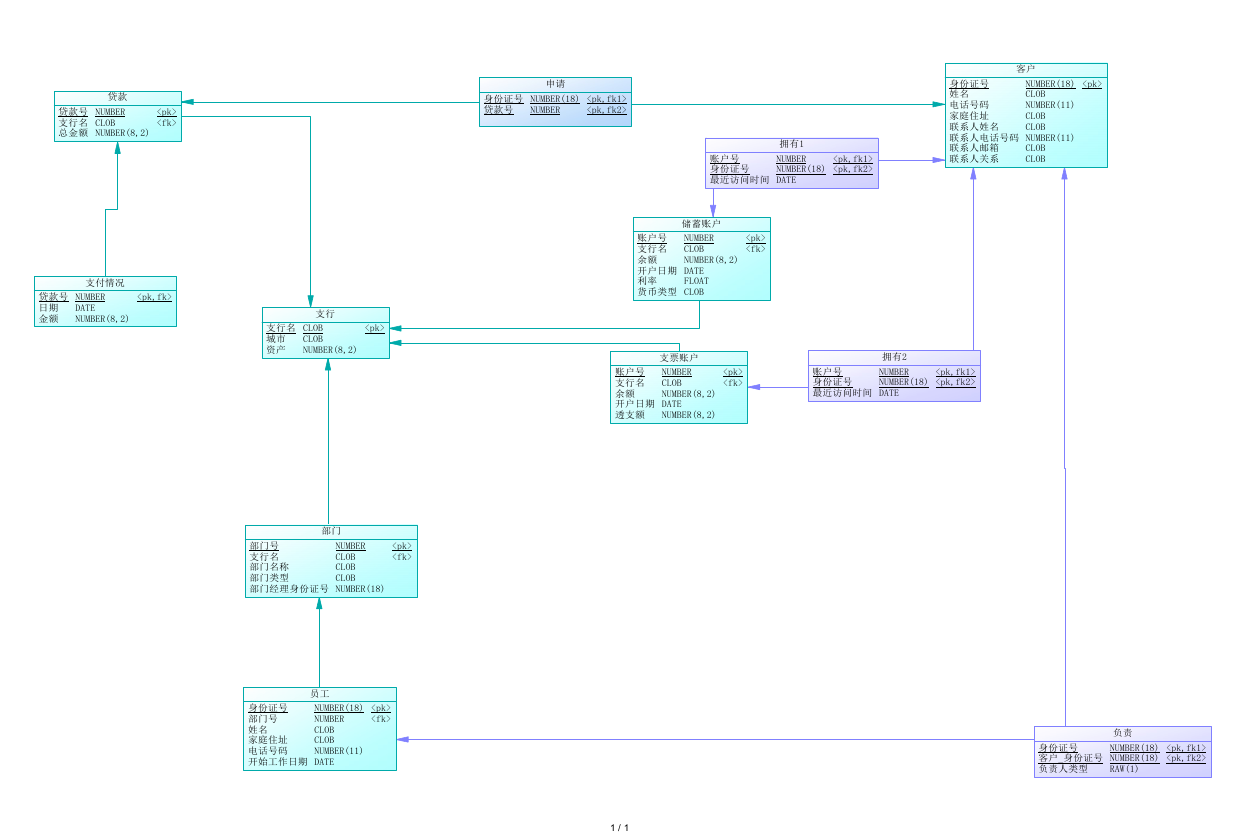 客户
身份证号 NUMBER(18) <pk>
姓名 CLOB
电话号码 NUMBER(11)
家庭住址 CLOB
联系人姓名 CLOB
联系人电话号码 NUMBER(11)
联系人邮箱 CLOB
联系人关系 CLOB
申请
身份证号 NUMBER(18) <pk,fk1>
贷款号 NUMBER <pk,fk2>
贷款
贷款号 NUMBER <pk>
支行名 CLOB <fk>
总金额 NUMBER(8,2)
拥有1
账户号 NUMBER <pk,fk1>
身份证号 NUMBER(18) <pk,fk2>
最近访问时间 DATE
储蓄账户
账户号 NUMBER <pk>
支行名 CLOB <fk>
余额 NUMBER(8,2)
开户日期 DATE
利率 FLOAT
货币类型 CLOB
支付情况
贷款号 NUMBER <pk,fk>
日期 DATE
金额 NUMBER(8,2)
支行
支行名 CLOB <pk>
城市 CLOB
资产 NUMBER(8,2)
支票账户
账户号 NUMBER <pk>
支行名 CLOB <fk>
余额 NUMBER(8,2)
开户日期 DATE
透支额 NUMBER(8,2)
拥有2
账户号 NUMBER <pk,fk1>
身份证号 NUMBER(18) <pk,fk2>
最近访问时间 DATE
部门
部门号 NUMBER <pk>
支行名 CLOB <fk>
部门名称 CLOB
部门类型 CLOB
部门经理身份证号 NUMBER(18)
员工
身份证号 NUMBER(18) <pk>
部门号 NUMBER <fk>
姓名 CLOB
家庭住址 CLOB
电话号码 NUMBER(11)
开始工作日期 DATE
负责
身份证号 NUMBER(18) <pk,fk1>
客户_身份证号 NUMBER(18) <pk,fk2>
负责人类型 RAW(1)
1 / 1